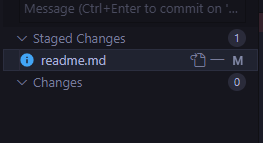 Message (Ctrl+Enter to commit on '...
Staged Changes 1
readme.md M
Changes 0